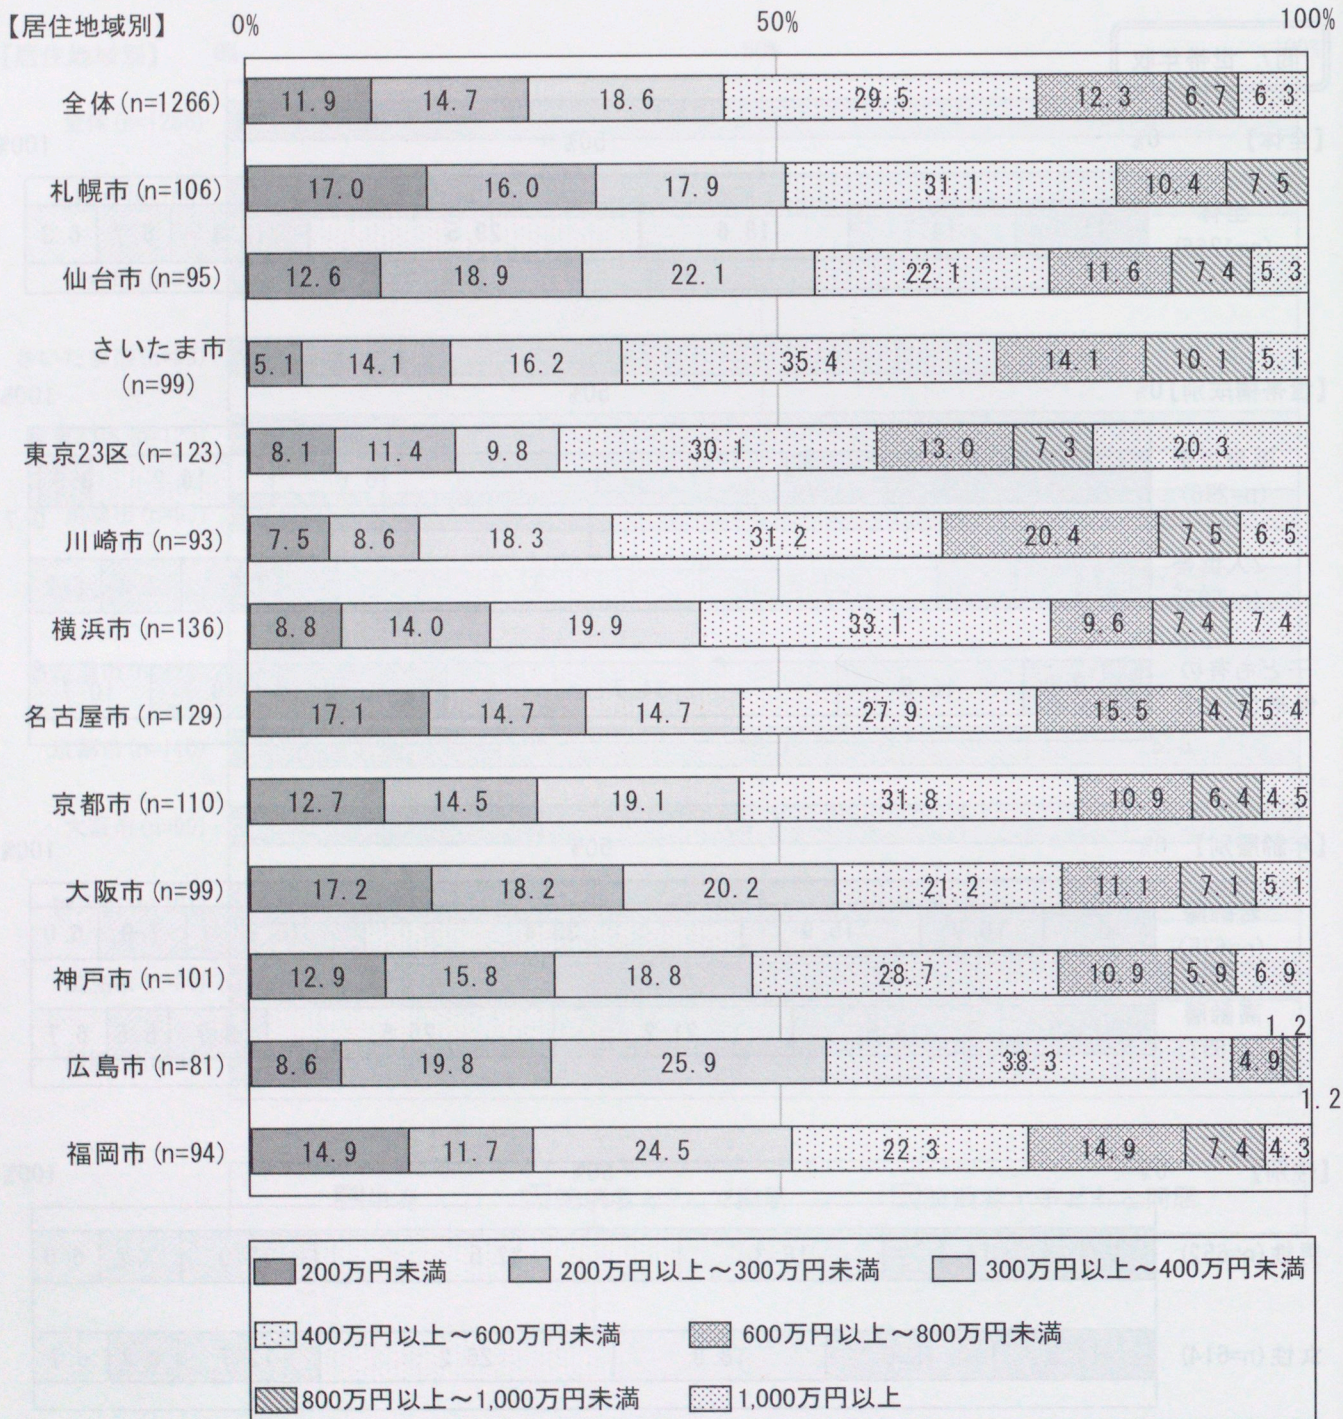 【居住地域別】 0% 50% 100%
全体(n=1266) 11.9 14.7 18.6 29.5 12.3 6.7 6.3
札幌市(n=106) 17.0 16.0 17.9 31.1 10.4 7.5
仙台市(n=95) 12.6 18.9 22.1 22.1 11.6 7.4 5.3
さいたま市
(n=99) 5.1 14.1 16.2 35.4 14.1 10.1 5.1
東京23区(n=123) 8.1 11.4 9.8 30.1 13.0 7.3 20.3
川崎市(n=93) 7.5 8.6 18.3 31.2 20.4 7.5 6.5
横浜市(n=136) 8.8 14.0 19.9 33.1 9.6 7.4 7.4
名古屋市(n=129) 17.1 14.7 14.7 27.9 15.5 4.7 5.4
京都市(n=110) 12.7 14.5 19.1 31.8 10.9 6.4 4.5
大阪市(n=99) 17.2 18.2 20.2 21.2 11.1 7.1 5.1
神戸市(n=101) 12.9 15.8 18.8 28.7 10.9 5.9 6.9
1.2
広島市(n=81) 8.6 19.8 25.9 38.3 4.9
1.2
福岡市(n=94) 14.9 11.7 24.5 22.3 14.9 7.4 4.3
200万円未満 200万円以上～300万円未満 300万円以上～400万円未満
400万円以上～600万円未満 600万円以上～800万円未満
800万円以上～1,000万円未満 1,000万円以上